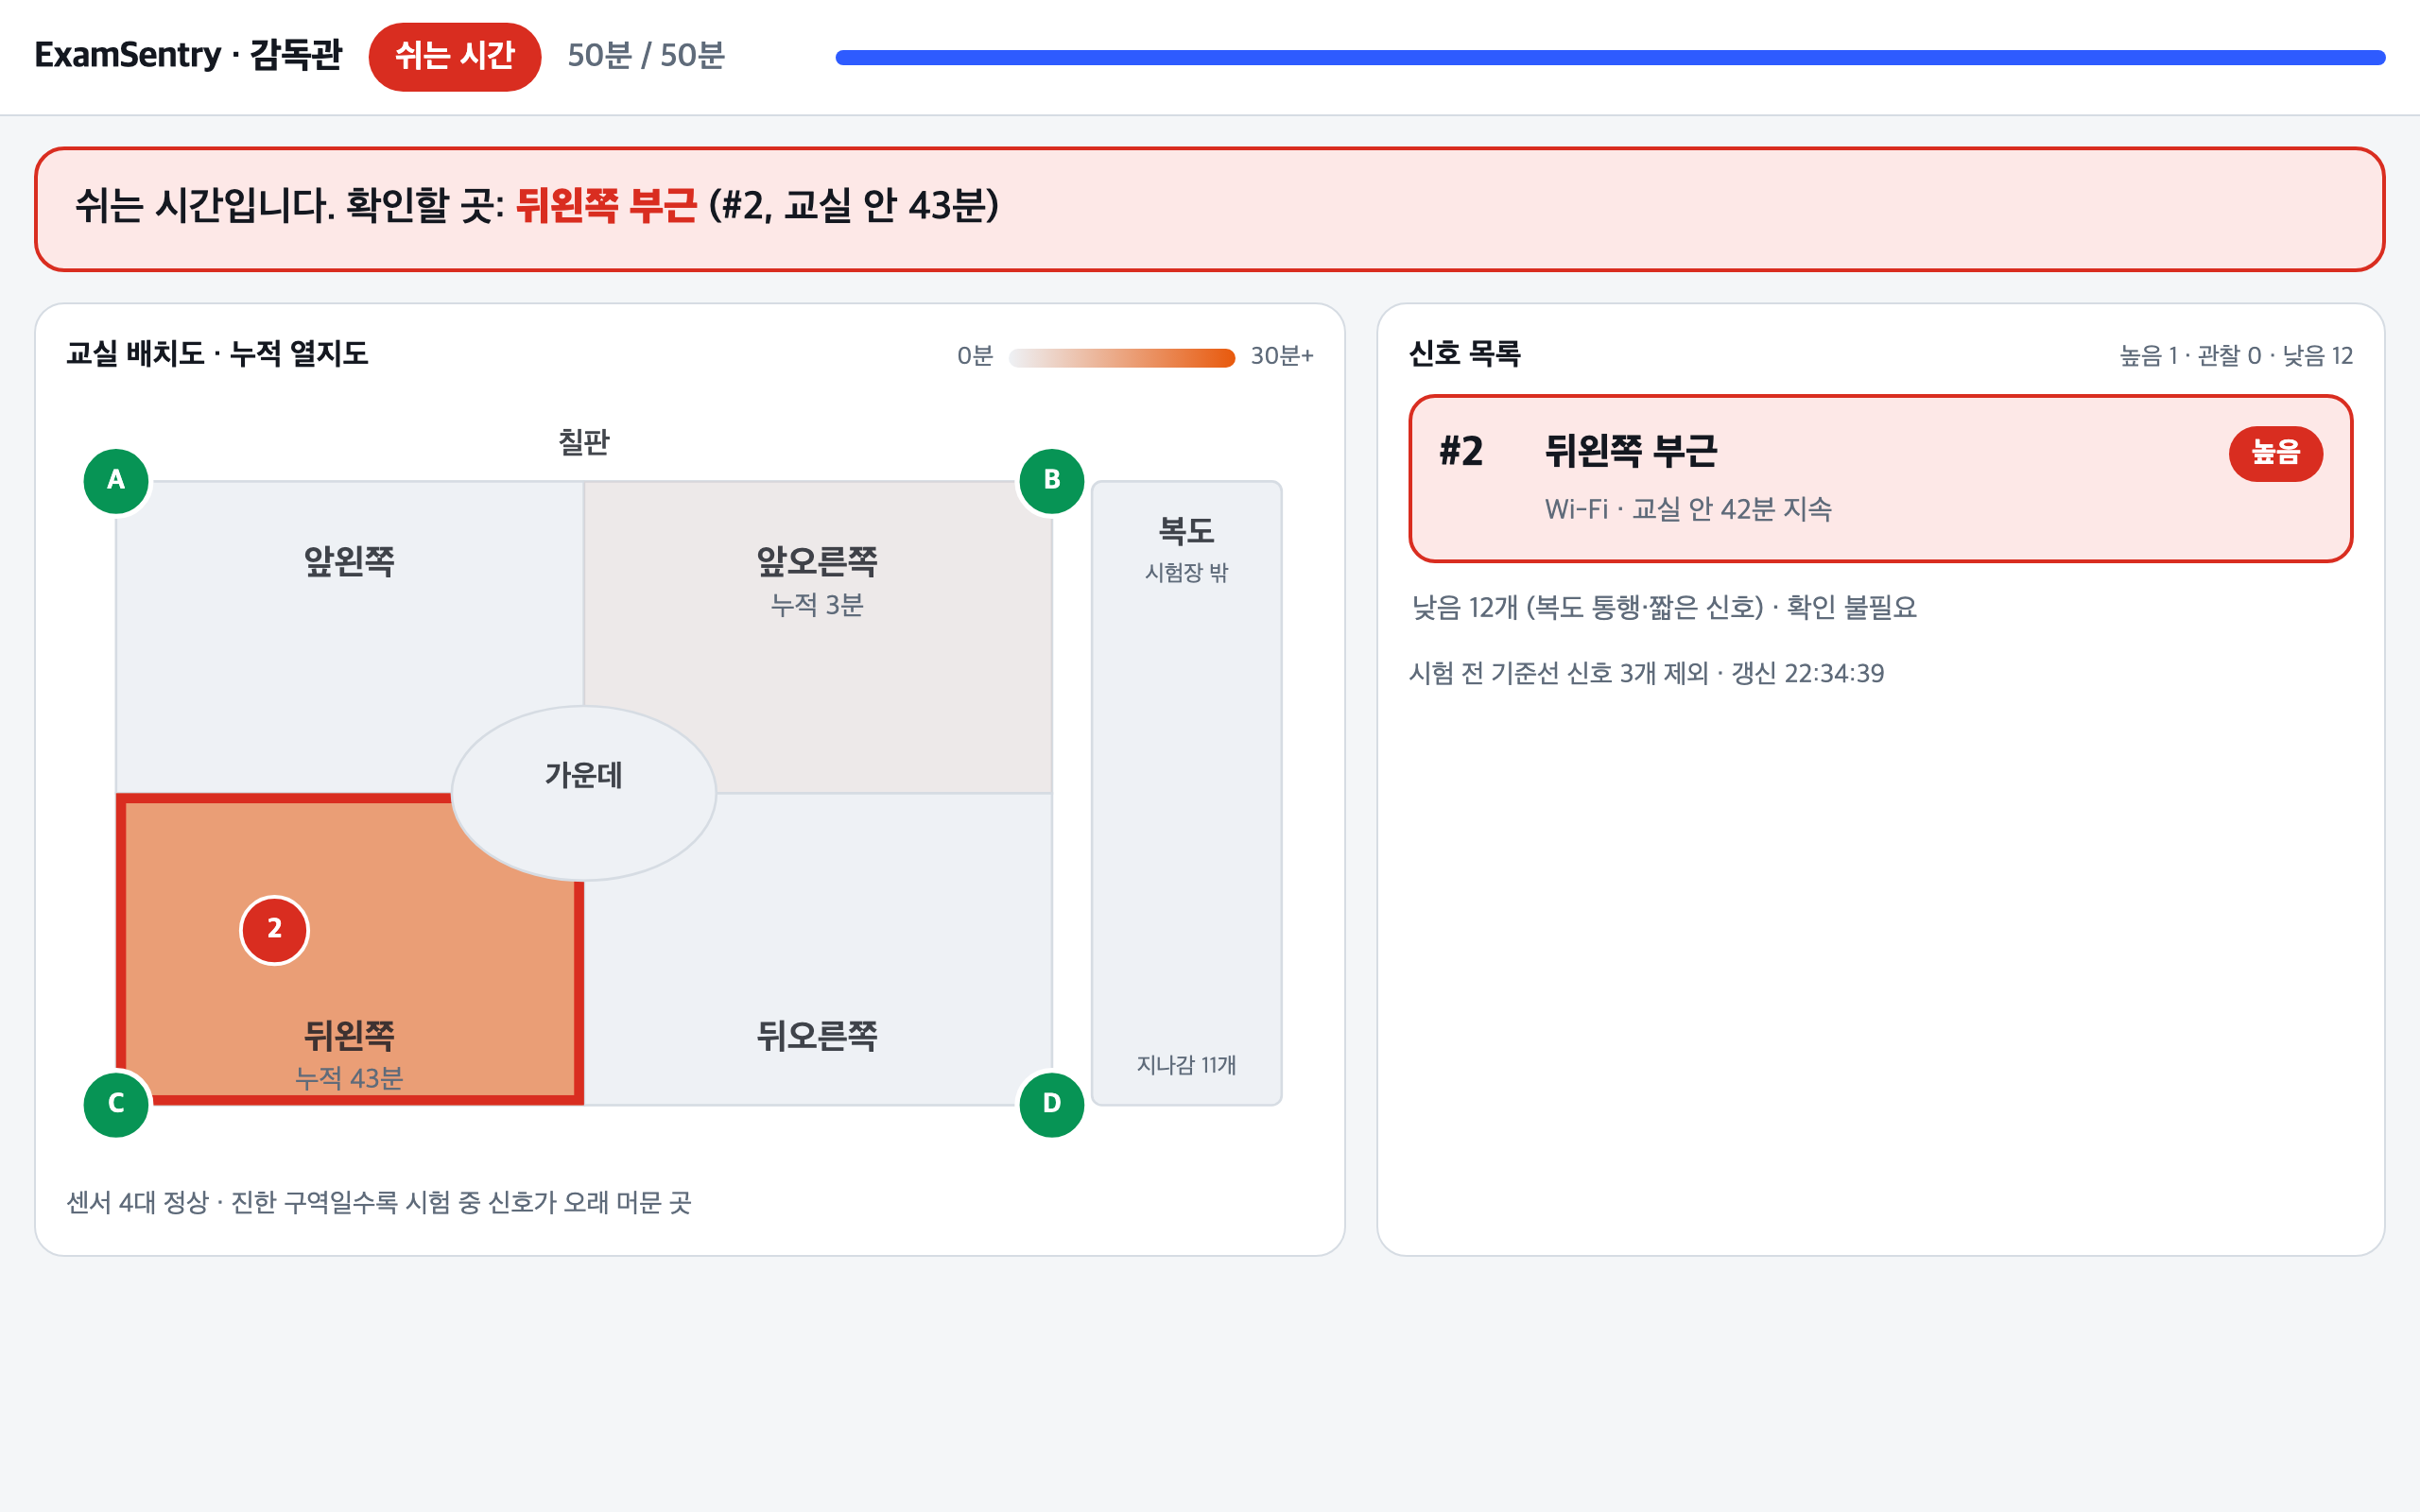 ExamSentry · 감독관
쉬는 시간
50분 / 50분
쉬는 시간입니다. 확인할 곳: 뒤왼쪽 부근 (#2, 교실 안 43분)
교실 배치도 · 누적 열지도
0분
30분+
칠판
A
B
앞왼쪽
앞오른쪽
누적 3분
복도
시험장 밖
가운데
2
뒤왼쪽
누적 43분
뒤오른쪽
지나감 11개
C
D
센서 4대 정상 · 진한 구역일수록 시험 중 신호가 오래 머문 곳
신호 목록
높음 1 · 관찰 0 · 낮음 12
#2
뒤왼쪽 부근
높음
Wi-Fi · 교실 안 42분 지속
낮음 12개 (복도 통행·짧은 신호) · 확인 불필요
시험 전 기준선 신호 3개 제외 · 갱신 22:34:39